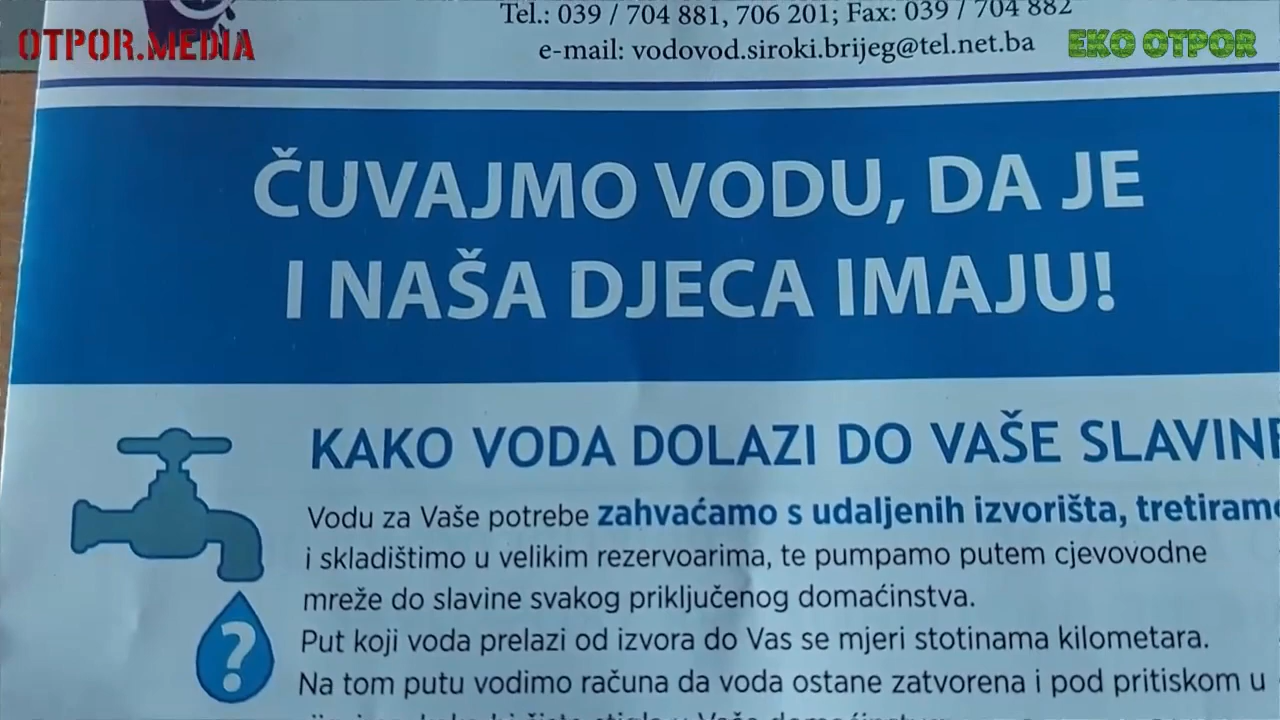 Tel.: 039 / 704 881, 706 201; Fax: 039 / 704 882
OTPOR.MEDIA
EKO OTPOR
e-mail: vodovod.siroki.brijeg@tel.net.ba
ČUVAJMO VODU, DA JE
I NAŠA DJECA IMAJU!
KAKO VODA DOLAZI DO VAŠE SLAVINE
Vodu za Vaše potrebe zahvaćamo s udaljenih izvorišta, tretiramo
i skladištimo u velikim rezervoarima, te pumpamo putem cjevovodne
mreže do slavine svakog priključenog domaćinstva.
?
Put koji voda prelazi od izvora do Vas se mjeri stotinama kilometara.
Na tom putu vodimo računa da voda ostane zatvorena i pod pritiskom u